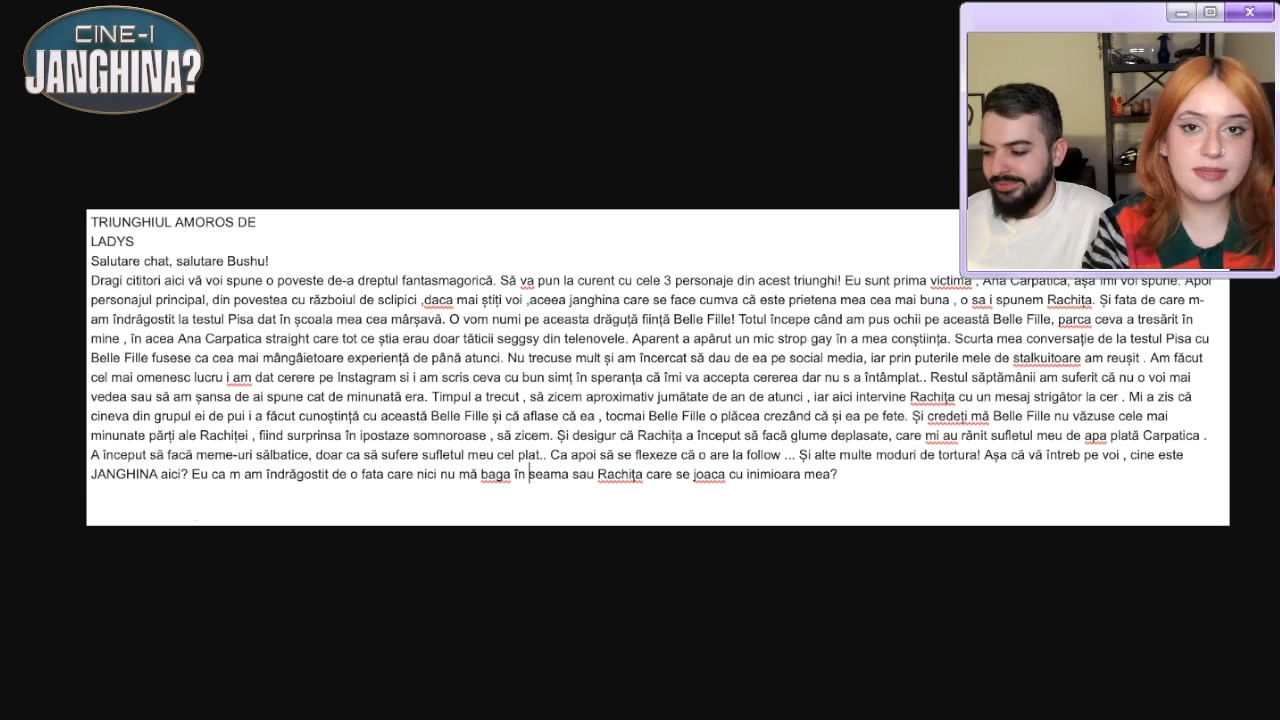 CINE-I
JANGHINA?
TRIUNGHIUL AMOROS DE
LADYS
Salutare chat, salutare Bushu!
Dragi cititori aici vă voi spune o poveste de-a dreptul fantasmagorică. Să va pun la curent cu cele 3 personaje din acest triunghi! Eu sunt prima victima , Ana Carpatica, așa îmi voi spune. Apoi
personajul principal, din povestea cu războiul de sclipici ,daca mai știți voi ,aceea janghina care se face cumva că este prietena mea cea mai buna , o sa i spunem Rachița. Și fata de care m-
am îndrăgostit la testul Pisa dat în școala mea cea mârșavă. O vom numi pe aceasta drăguță ființă Belle Fille! Totul începe când am pus ochii pe această Belle Fille, parca ceva a tresărit în
mine , în acea Ana Carpatica straight care tot ce știa erau doar tăticii seggsy din telenovele. Aparent a apărut un mic strop gay în a mea conștiința. Scurta mea conversație de la testul Pisa cu
Belle Fille fusese ca cea mai mângâietoare experiență de până atunci. Nu trecuse mult și am încercat să dau de ea pe social media, iar prin puterile mele de stalkuitoare am reușit . Am făcut
cel mai omenesc lucru i am dat cerere pe Instagram si i am scris ceva cu bun simț în speranța că îmi va accepta cererea dar nu s a întâmplat.. Restul săptămânii am suferit că nu o voi mai
vedea sau să am șansa de ai spune cat de minunată era. Timpul a trecut , să zicem aproximativ jumătate de an de atunci , iar aici intervine Rachița cu un mesaj strigător la cer . Mi a zis că
cineva din grupul ei de pui i a făcut cunoștință cu această Belle Fille și că aflase că ea , tocmai Belle Fille o plăcea crezând că și ea pe fete. Și credeți mă Belle Fille nu văzuse cele mai
minunate părți ale Rachiței , fiind surprinsa în ipostaze somnoroase , să zicem. Și desigur că Rachița a început să facă glume deplasate, care mi au rănit sufletul meu de apa plată Carpatica .
A început să facă meme-uri sălbatice, doar ca să sufere sufletul meu cel plat.. Ca apoi să se flexeze că o are la follow ... Și alte multe moduri de tortura! Așa că vă întreb pe voi , cine este
JANGHINA aici? Eu ca m am îndrăgostit de o fata care nici nu mă baga în seama sau Rachița care se joaca cu inimioara mea?